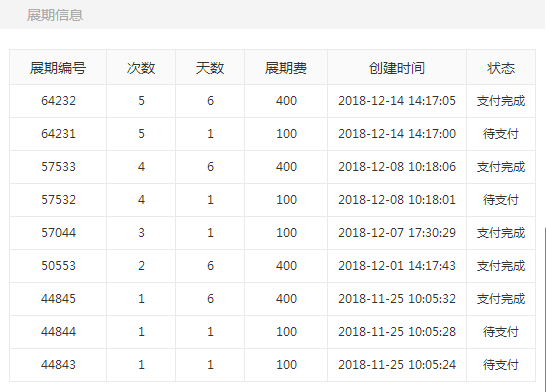 展期信息
展期编号 次数 天数 展期费 创建时间 状态
64232 5 6 400 2018-12-14 14:17:05 支付完成
64231 5 1 100 2018-12-14 14:17:00 待支付
57533 4 6 400 2018-12-08 10:18:06 支付完成
57532 4 1 100 2018-12-08 10:18:01 待支付
57044 3 1 100 2018-12-07 17:30:29 支付完成
50553 2 6 400 2018-12-01 14:17:43 支付完成
44845 1 6 400 2018-11-25 10:05:32 支付完成
44844 1 1 100 2018-11-25 10:05:28 待支付
44843 1 1 100 2018-11-25 10:05:24 待支付